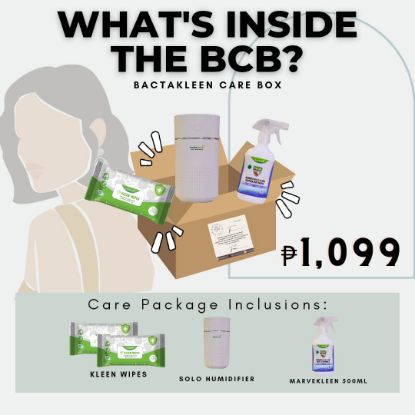 WHAT'S INSIDE
THE BCB?
BACTAKLEEN CARE BOX
₱1,099
Care Package Inclusions:
KLEEN WIPES
SOLO HUMIDIFIER
MARVEKLEEN 500ML